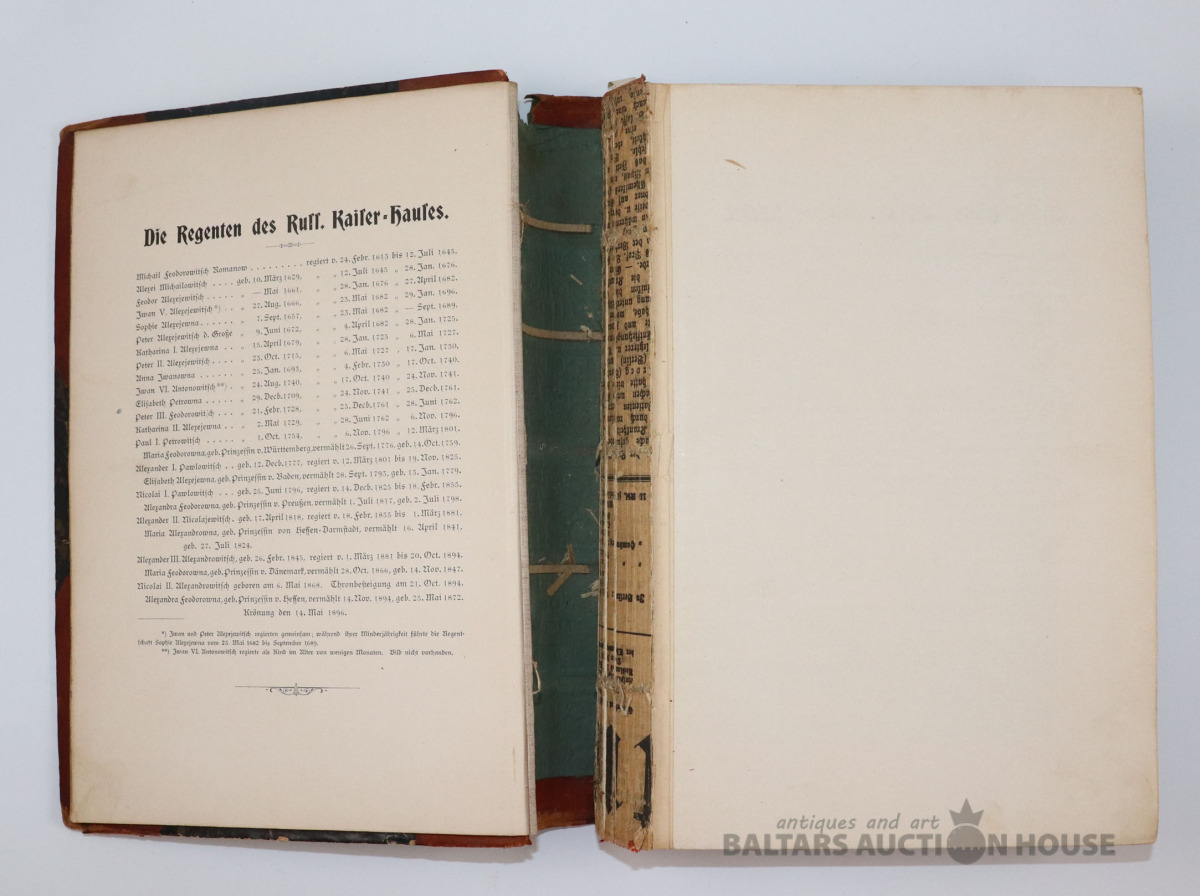 Die Regenten des Russ. Kaiser-Hauses.
Michail Feodorowitsch Romanow . . . . . . . . . regiert v. 24. Febr. 1613 bis 12. Juli 1645.
Alexei Michailowitsch . . . . geb. 10. März 1629, „ „ 12. Juli 1645 „ 28. Jan. 1676.
Feodor Alexejewitsch . . . . . „ — Mai 1661, „ „ 28. Jan. 1676 „ 27. April 1682.
Iwan V. Alexejewitsch*) . . „ 27. Aug. 1666, „ „ 23. Mai 1682 „ 29. Jan. 1696.
Sophie Alexejewna . . . . . . „ 7. Sept. 1657, „ „ 23. Mai 1682 „ — Sept. 1689.
Peter Alexejewitsch d. Große „ 9. Juni 1672, „ „ 4. April 1682 „ 28. Jan. 1725.
Katharina I. Alexejewna . . „ 15. April 1679, „ „ 28. Jan. 1725 „ 6. Mai 1727.
Peter II. Alexejewitsch . . . . „ 23. Oct. 1715, „ „ 6. Mai 1727 „ 17. Jan. 1730.
Anna Iwanowna . . . . . . „ 25. Jan. 1693, „ „ 4. Febr. 1730 „ 17. Oct. 1740.
Iwan VI. Antonowitsch**) . „ 24. Aug. 1740, „ „ 17. Oct. 1740 „ 24. Nov. 1741.
Elisabeth Petrowna . . . . . „ 29. Decb. 1709, „ „ 24. Nov. 1741 „ 25. Decb. 1761.
Peter III. Feodorowitsch . . . „ 21. Febr. 1728, „ „ 25. Decb. 1761 „ 28. Juni 1762.
Katharina II. Alexejewna . . „ 2. Mai 1729, „ „ 28. Juni 1762 „ 6. Nov. 1796.
Paul I. Petrowitsch . . . . . „ 1. Oct. 1754, „ „ 6. Nov. 1796 „ 12. März 1801.
Maria Feodorowna, geb. Prinzessin v. Württemberg, vermählt 26. Sept. 1776, geb. 14. Oct. 1759.
Alexander I. Pawlowitsch . . geb. 12. Decb. 1777, regiert v. 12. März 1801 bis 19. Nov. 1825.
Elisabeth Alexejewna, geb. Prinzessin v. Baden, vermählt 28. Sept. 1793, geb. 13. Jan. 1779.
Nicolai I. Pawlowitsch . . . geb. 25. Juni 1796, regiert v. 14. Decb. 1825 bis 18. Febr. 1855.
Alexandra Feodorowna, geb. Prinzessin v. Preußen, vermählt 1. Juli 1817, geb. 2. Juli 1798.
Alexander II. Nicolajewitsch. geb. 17. April 1818, regiert v. 18. Febr. 1855 bis 1. März 1881.
Maria Alexandrowna, geb. Prinzessin von Hessen-Darmstadt, vermählt 16. April 1841,
geb. 27. Juli 1824.
Alexander III. Alexandrowitsch, geb. 26. Febr. 1845, regiert v. 1. März 1881 bis 20. Oct. 1894.
Maria Feodorowna, geb. Prinzessin v. Dänemark, vermählt 28. Oct. 1866, geb. 14. Nov. 1847.
Nicolai II. Alexandrowitsch geboren am 6. Mai 1868. Thronbesteigung am 21. Oct. 1894.
Alexandra Feodorowna, geb. Prinzessin v. Hessen, vermählt 14. Nov. 1894, geb. 25. Mai 1872.
Krönung den 14. Mai 1896.
*) Iwan und Peter Alexejewitsch regierten gemeinsam; während ihrer Minderjährigkeit führte die Regent-
schaft Sophie Alexejewna vom 23. Mai 1682 bis September 1689.
**) Iwan VI. Antonowitsch regierte als Kind im Alter von wenigen Monaten. Bild nicht vorhanden.
(Berlin)
In Berlin
antiques and art
BALTARS AUCTION HOUSE